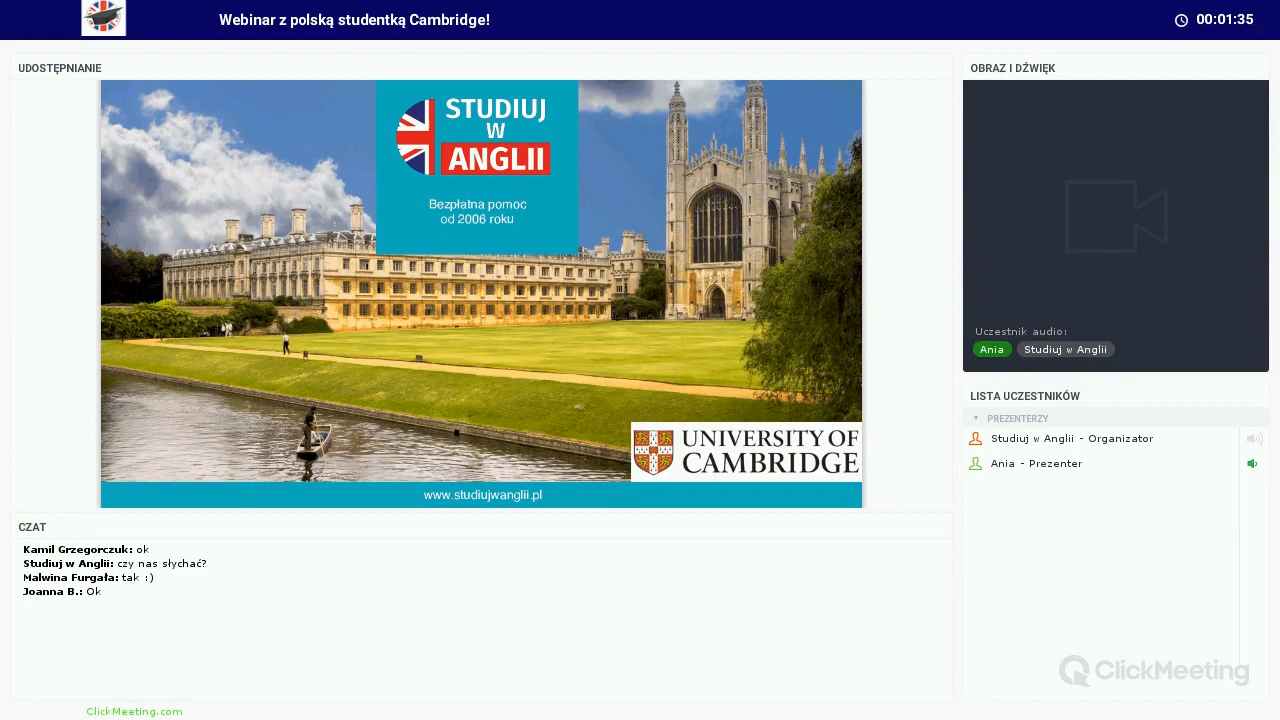 Webinar z polską studentką Cambridge!
00:01:35
UDOSTĘPNIANIE
STUDIUJ
W
ANGLII
Bezpłatna pomoc
od 2006 roku
UNIVERSITY OF
CAMBRIDGE
www.studiujwanglii.pl
OBRAZ I DŹWIĘK
Uczestnik audio:
Ania Studiuj w Anglii
LISTA UCZESTNIKÓW
PREZENTERZY
Studiuj w Anglii - Organizator
Ania - Prezenter
CZAT
Kamil Grzegorczuk: ok
Studiuj w Anglii: czy nas słychać?
Malwina Furgała: tak :)
Joanna B.: Ok
ClickMeeting
ClickMeeting.com